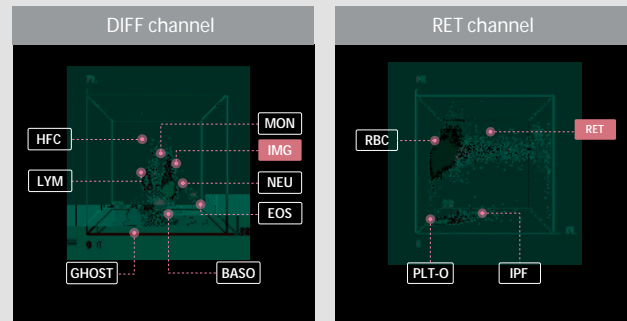 DIFF channel
HFC
LYM
MON
IMG
NEU
EOS
GHOST
BASO
RET channel
RBC
RET
PLT-O
IPF